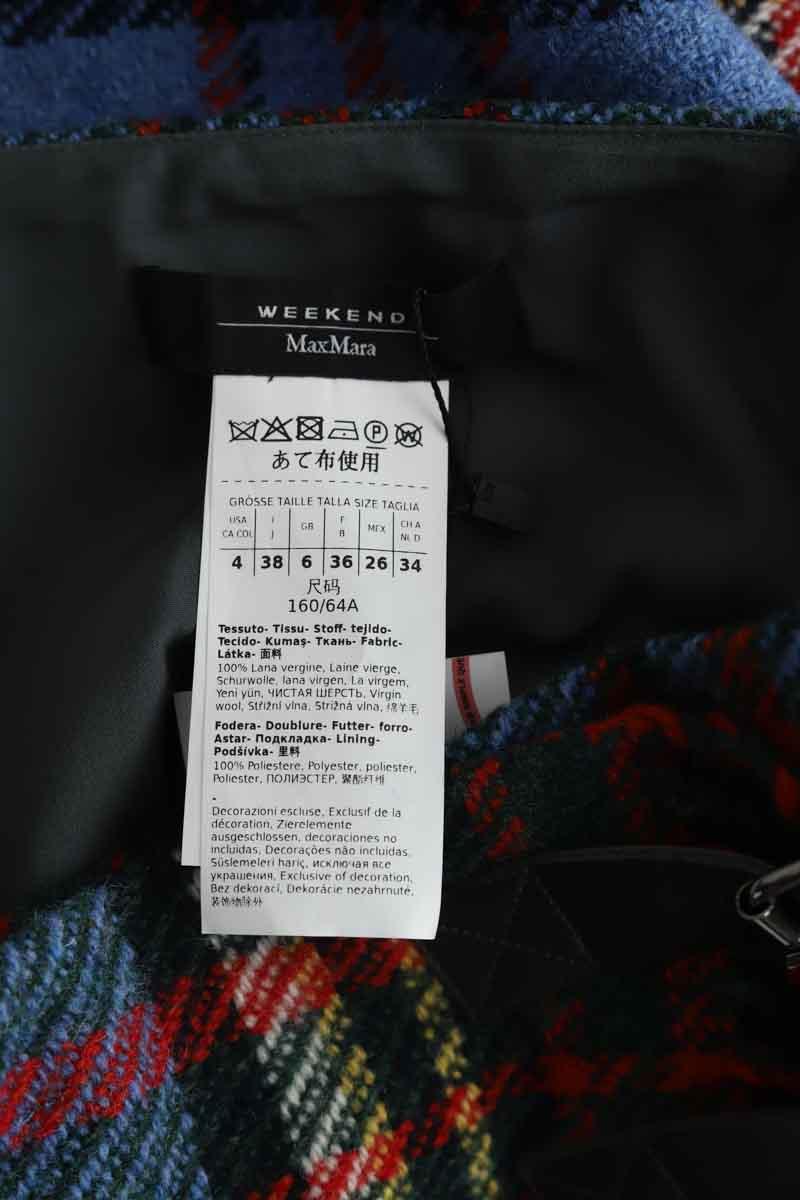 WEEKEND
MaxMara
あて布使用
GRÖSSE TAILLE TALLA SIZE TAGLIA
USA CA COL I J GB F B MEX CH A NL D
4 38 6 36 26 34
尺码
160/64A
Tessuto- Tissu- Stoff- tejido-
Tecido- Kumaş- Ткань- Fabric-
Látka- 面料
100% Lana vergine, Laine vierge,
Schurwolle, lana virgen, La virgem,
Yeni yün, ЧИСТАЯ ШЕРСТЬ, Virgin
wool, Střižní vlna, Strižná vlna, 绵羊毛
Fodera- Doublure- Futter- forro-
Astar- Подкладка- Lining-
Podšívka- 里料
100% Poliestere, Polyester, poliester,
Poliester, ПОЛИЭСТЕР, 聚酯纤维
-
Decorazioni escluse, Exclusif de la
décoration, Zierelemente
ausgeschlossen, decoraciones no
incluidas, Decorações não incluidas.
Süslemeleri hariç, исключая все
украшения, Exclusive of decoration,
Bez dekorací, Dekorácie nezahrnuté,
装饰物除外